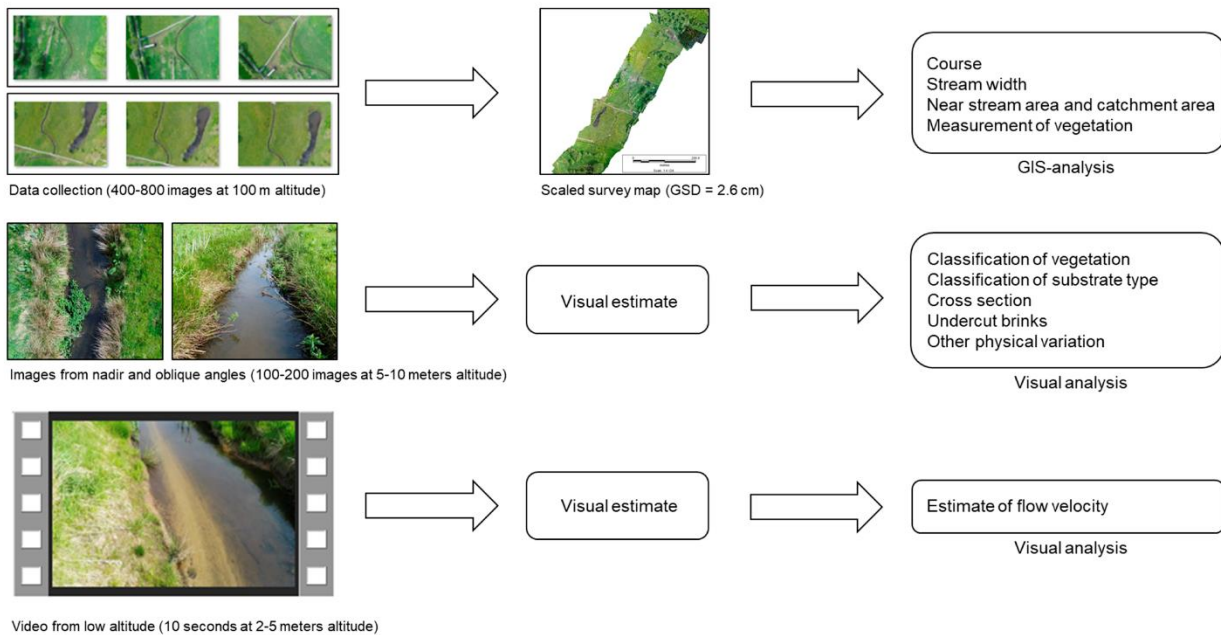 Course
Stream width
Near stream area and catchment area
Measurement of vegetation
GIS-analysis
Data collection (400-800 images at 100 m altitude)
Scaled survey map (GSD = 2.6 cm)
Visual estimate
Classification of vegetation
Classification of substrate type
Cross section
Undercut brinks
Other physical variation
Visual analysis
Images from nadir and oblique angles (100-200 images at 5-10 meters altitude)
Visual estimate
Estimate of flow velocity
Visual analysis
Video from low altitude (10 seconds at 2-5 meters altitude)